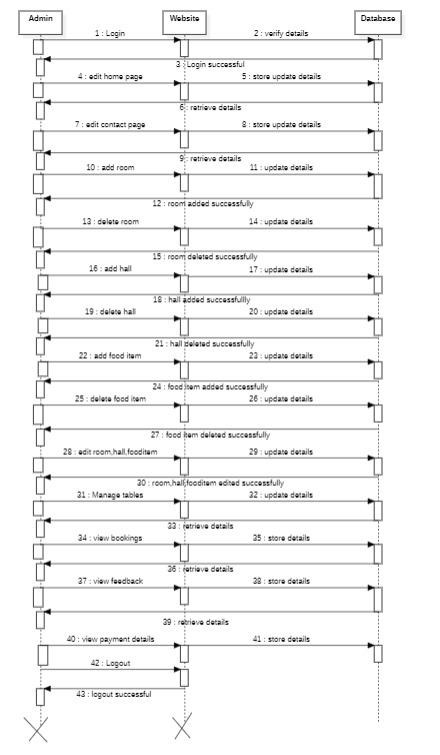 Admin
Website
Database
1 : Login
2 : verify details
3 : Login successful
4 : edit home page
5 : store update details
6 : retrieve details
7 : edit contact page
8 : store update details
9 : retrieve details
10 : add room
11 : update details
12 : room added successfully
13 : delete room
14 : update details
15 : room deleted successfully
16 : add hall
17 : update details
18 : hall added successfullly
19 : delete hall
20 : update details
21 : hall deleted successfully
22 : add food item
23 : update details
24 : food item added successfully
25 : delete food item
26 : update details
27 : food item deleted successfully
28 : edit room,hall,fooditem
29 : update details
30 : room,hall,fooditem edited successfully
31 : Manage tables
32 : update details
33 : retrieve details
34 : view bookings
35 : store details
36 : retrieve details
37 : view feedback
38 : store details
39 : retrieve details
40 : view payment details
41 : store details
42 : Logout
43 : logout successful